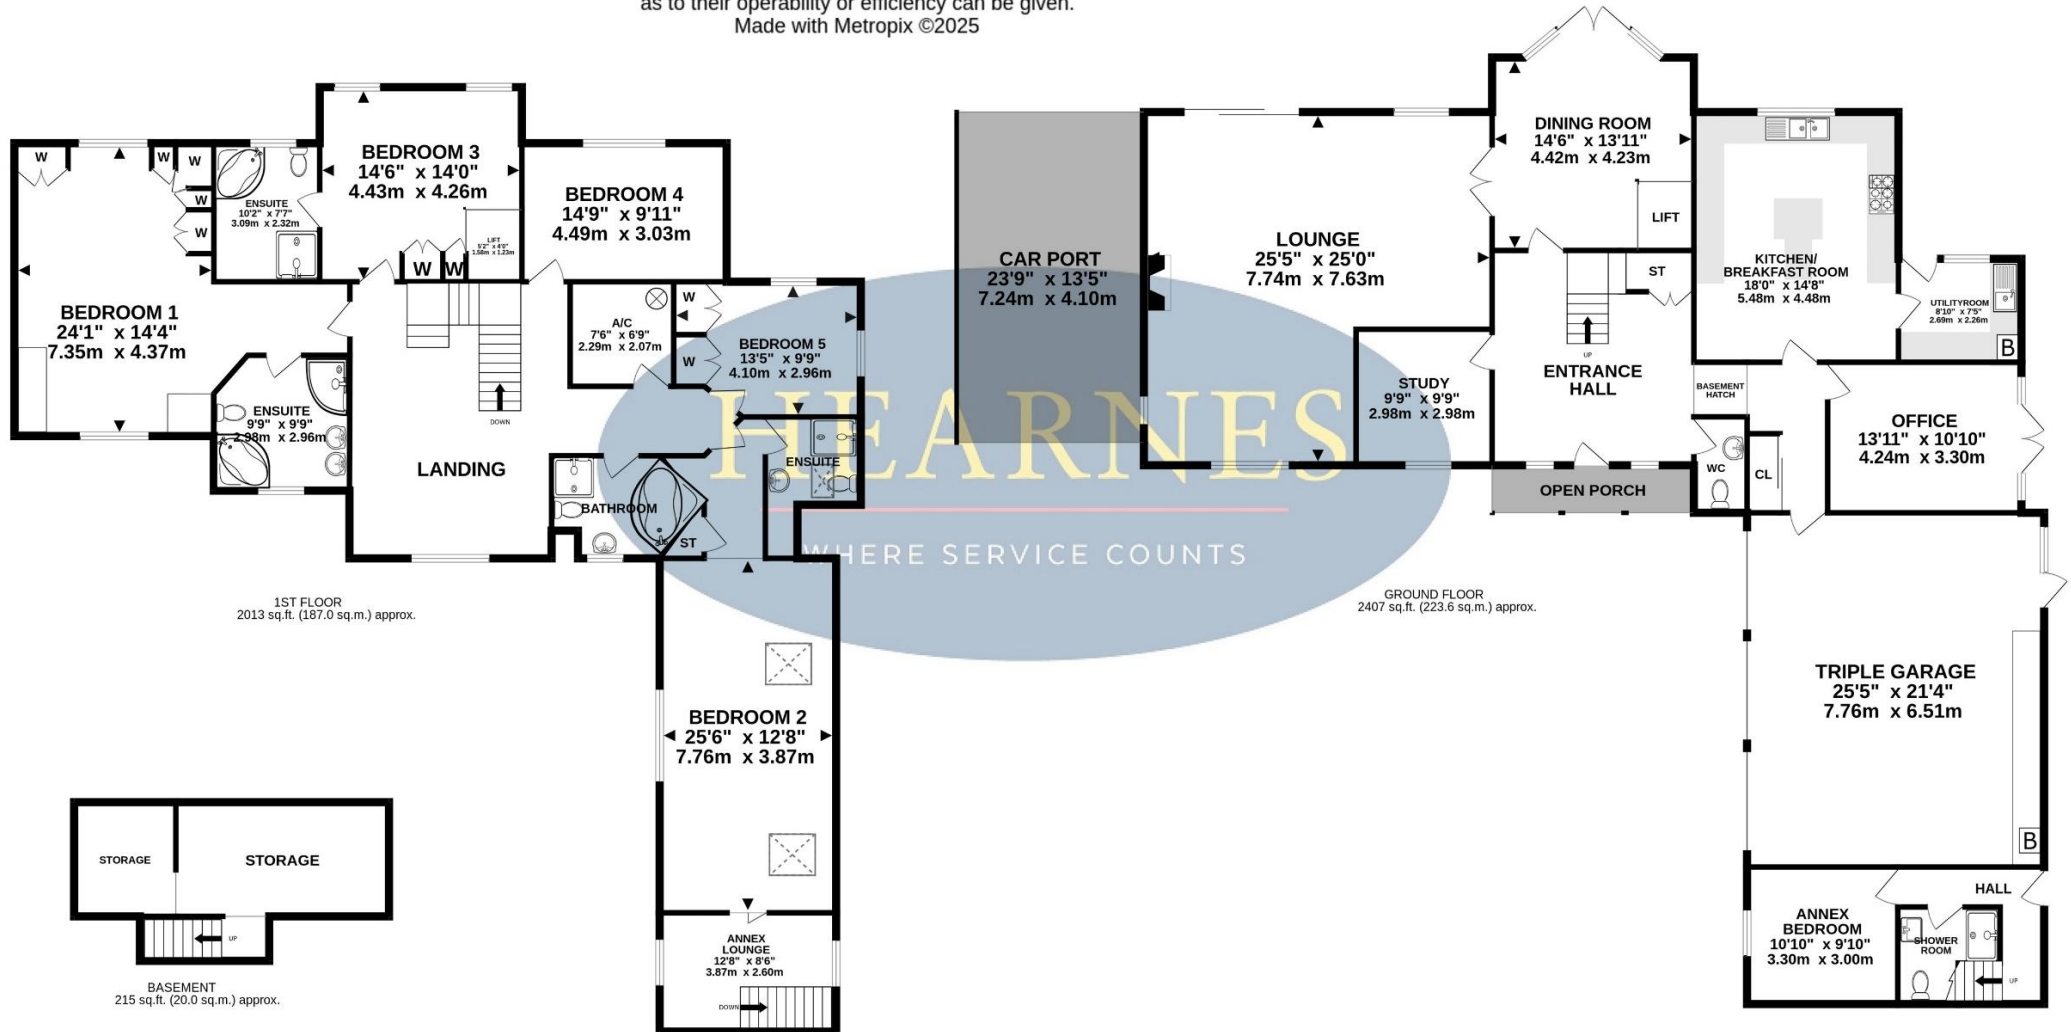 as to their operability or efficiency can be given.
Made with Metropix ©2025
W
W
W
W
W
BEDROOM 1
24'1" x 14'4"
7.35m x 4.37m
ENSUITE
10'2" x 7'7"
3.09m x 2.32m
BEDROOM 3
14'6" x 14'0"
4.43m x 4.26m
W
W
LIFT
5'2" x 4'0"
1.58m x 1.23m
BEDROOM 4
14'9" x 9'11"
4.49m x 3.03m
ENSUITE
9'9" x 9'9"
2.98m x 2.96m
LANDING
DOWN
A/C
7'6" x 6'9"
2.29m x 2.07m
W
W
BEDROOM 5
13'5" x 9'9"
4.10m x 2.96m
ENSUITE
BATHROOM
ST
BEDROOM 2
25'6" x 12'8"
7.76m x 3.87m
ANNEX
LOUNGE
12'8" x 8'6"
3.87m x 2.60m
DOWN
1ST FLOOR
2013 sq.ft. (187.0 sq.m.) approx.
STORAGE
STORAGE
UP
BASEMENT
215 sq.ft. (20.0 sq.m.) approx.
HEARNES
WHERE SERVICE COUNTS
CAR PORT
23'9" x 13'5"
7.24m x 4.10m
LOUNGE
25'5" x 25'0"
7.74m x 7.63m
DINING ROOM
14'6" x 13'11"
4.42m x 4.23m
LIFT
KITCHEN/
BREAKFAST ROOM
18'0" x 14'8"
5.48m x 4.48m
UTILITYROOM
8'10" x 7'5"
2.69m x 2.26m
B
ST
UP
ENTRANCE
HALL
STUDY
9'9" x 9'9"
2.98m x 2.98m
BASEMENT
HATCH
OFFICE
13'11" x 10'10"
4.24m x 3.30m
WC
CL
OPEN PORCH
GROUND FLOOR
2407 sq.ft. (223.6 sq.m.) approx.
TRIPLE GARAGE
25'5" x 21'4"
7.76m x 6.51m
B
HALL
ANNEX
BEDROOM
10'10" x 9'10"
3.30m x 3.00m
SHOWER
ROOM
UP